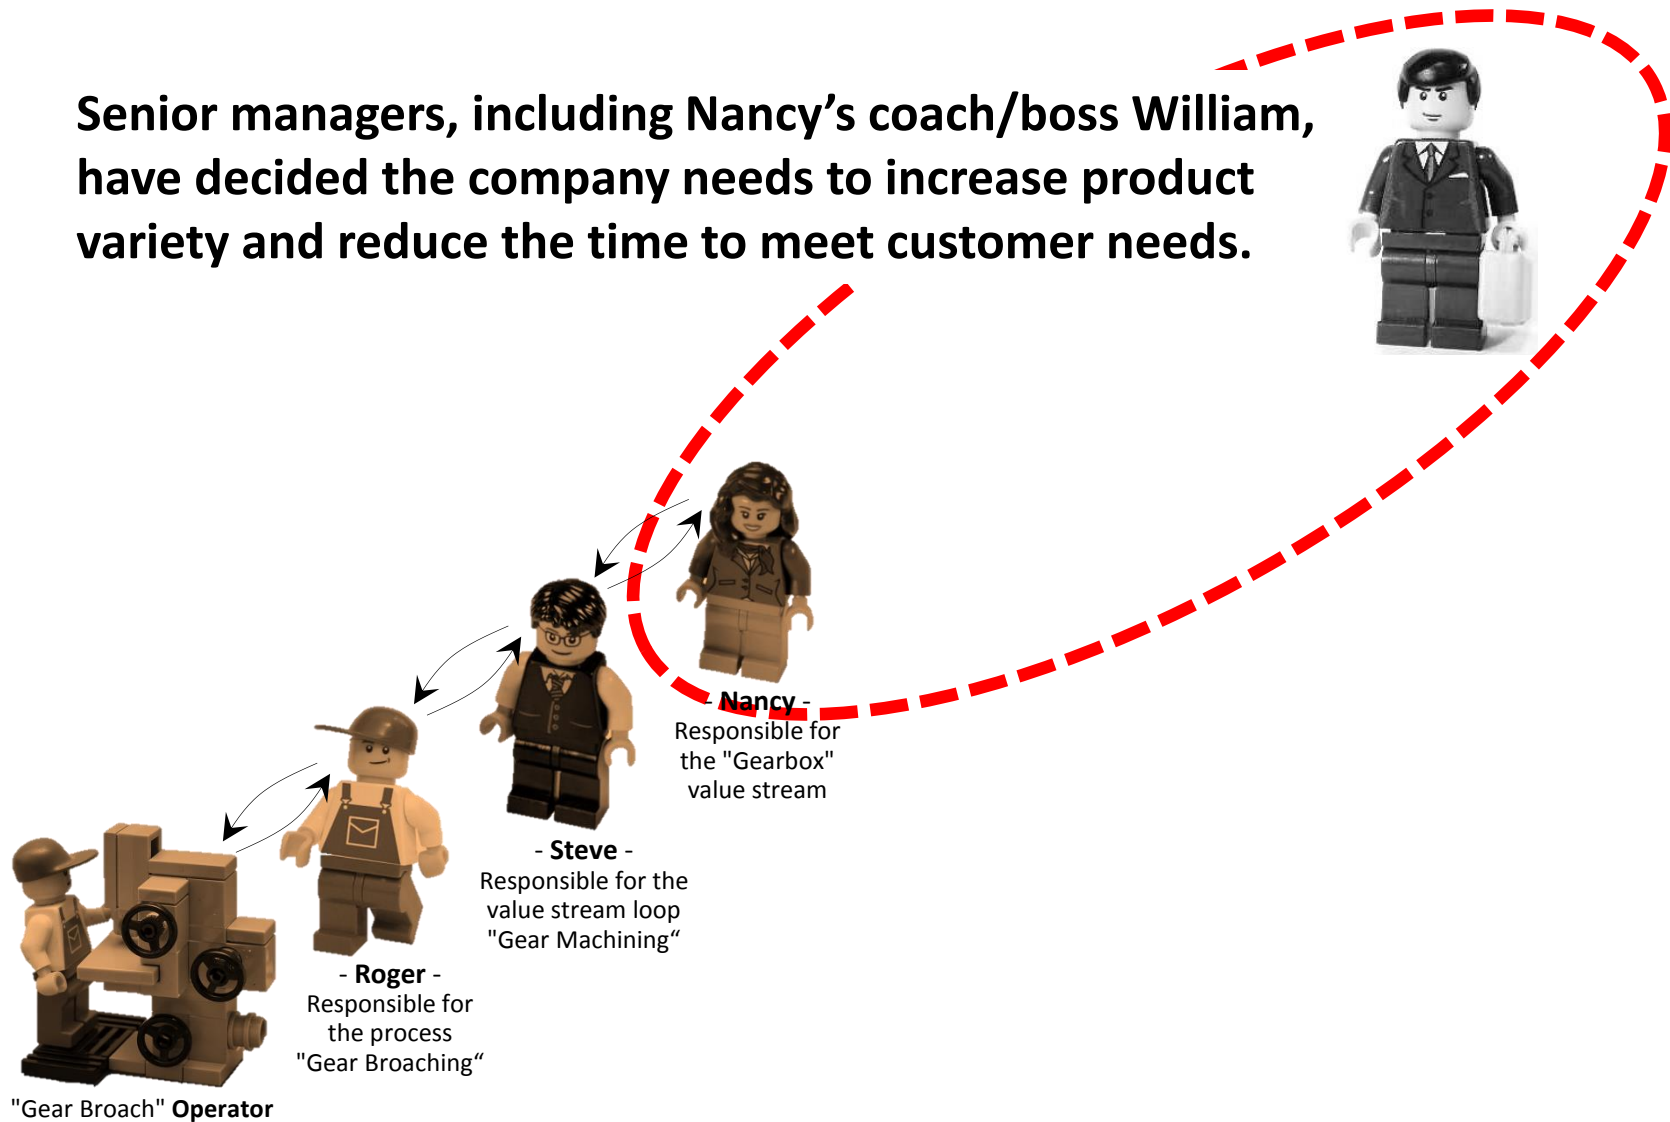 Senior managers, including Nancy’s coach/boss William,
have decided the company needs to increase product
variety and reduce the time to meet customer needs.
- Nancy -
Responsible for
the "Gearbox"
value stream
- Steve -
Responsible for the
value stream loop
"Gear Machining“
- Roger -
Responsible for
the process
"Gear Broaching“
"Gear Broach" Operator